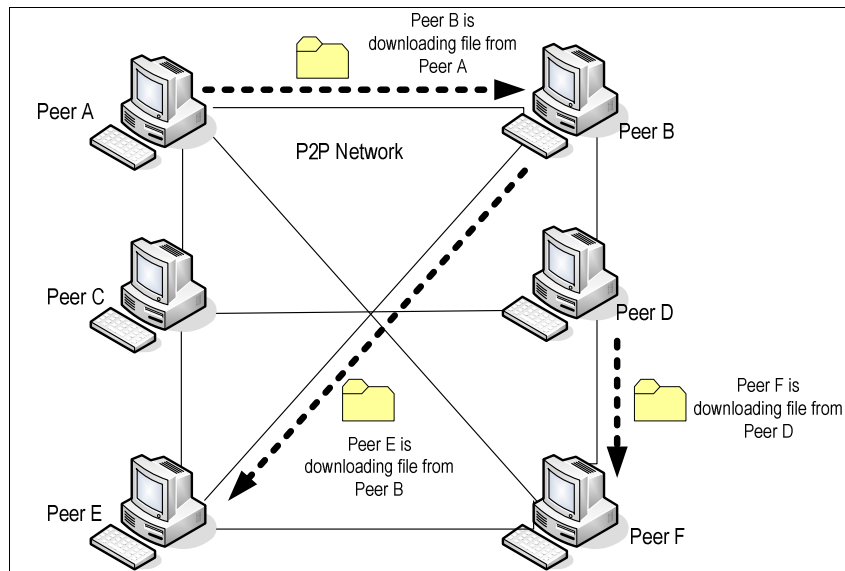 Peer B is
downloading file from
Peer A
Peer A
Peer B
P2P Network
Peer C
Peer D
Peer F is
downloading file from
Peer D
Peer E is
downloading file from
Peer B
Peer E
Peer F